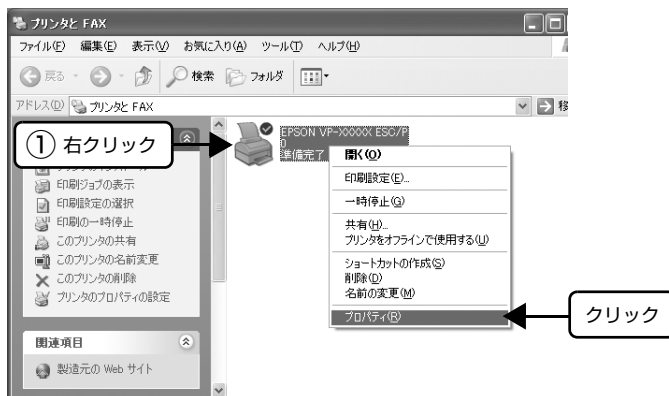 プリンタと FAX
ファイル(F) 編集(E) 表示(V) お気に入り(A) ツール(T) ヘルプ(H)
戻る 検索 フォルダ
アドレス(D) プリンタと FAX
① 右クリック
EPSON VP-XXXXX ESC/P
0
準備完了
開く(O)
印刷設定(E)...
一時停止(G)
共有(H)...
プリンタをオフラインで使用する(U)
ショートカットの作成(S)
削除(D)
名前の変更(M)
プロパティ(R)
クリック
印刷ジョブの表示
印刷設定の選択
印刷の一時停止
このプリンタの共有
このプリンタの名前変更
このプリンタの削除
プリンタのプロパティの設定
関連項目
製造元の Web サイト